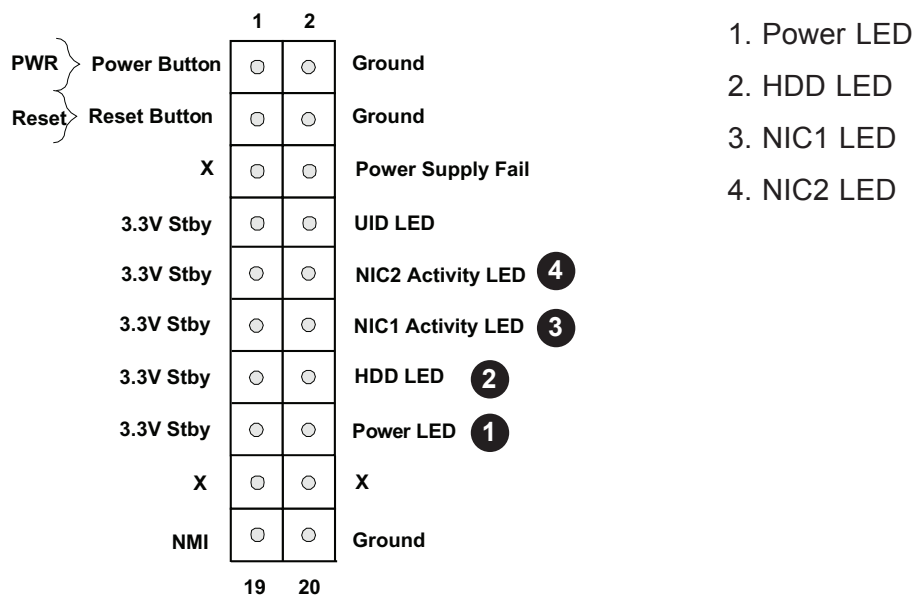 1 2
PWR Power Button Ground
Reset Reset Button Ground
X Power Supply Fail
3.3V Stby UID LED
3.3V Stby NIC2 Activity LED 4
3.3V Stby NIC1 Activity LED 3
3.3V Stby HDD LED 2
3.3V Stby Power LED 1
X X
NMI Ground
19 20
1. Power LED
2. HDD LED
3. NIC1 LED
4. NIC2 LED